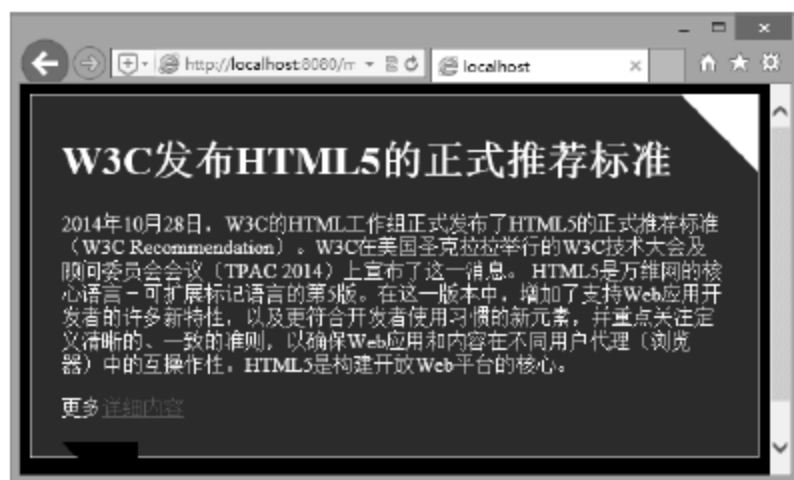 http://localhost:8080/m
localhost
W3C发布HTML5的正式推荐标准
2014年10月28日，W3C的HTML工作组正式发布了HTML5的正式推荐标准
（W3C Recommendation）。W3C在美国圣克拉拉举行的W3C技术大会及
顾问委员会会议（TPAC 2014）上宣布了这一消息。 HTML5是万维网的核
心语言－可扩展标记语言的第5版。在这一版本中，增加了支持Web应用开
发者的许多新特性，以及更符合开发者使用习惯的新元素，并重点关注定
义清晰的、一致的准则，以确保Web应用和内容在不同用户代理（浏览
器）中的互操作性。HTML5是构建开放Web平台的核心。
更多详细内容